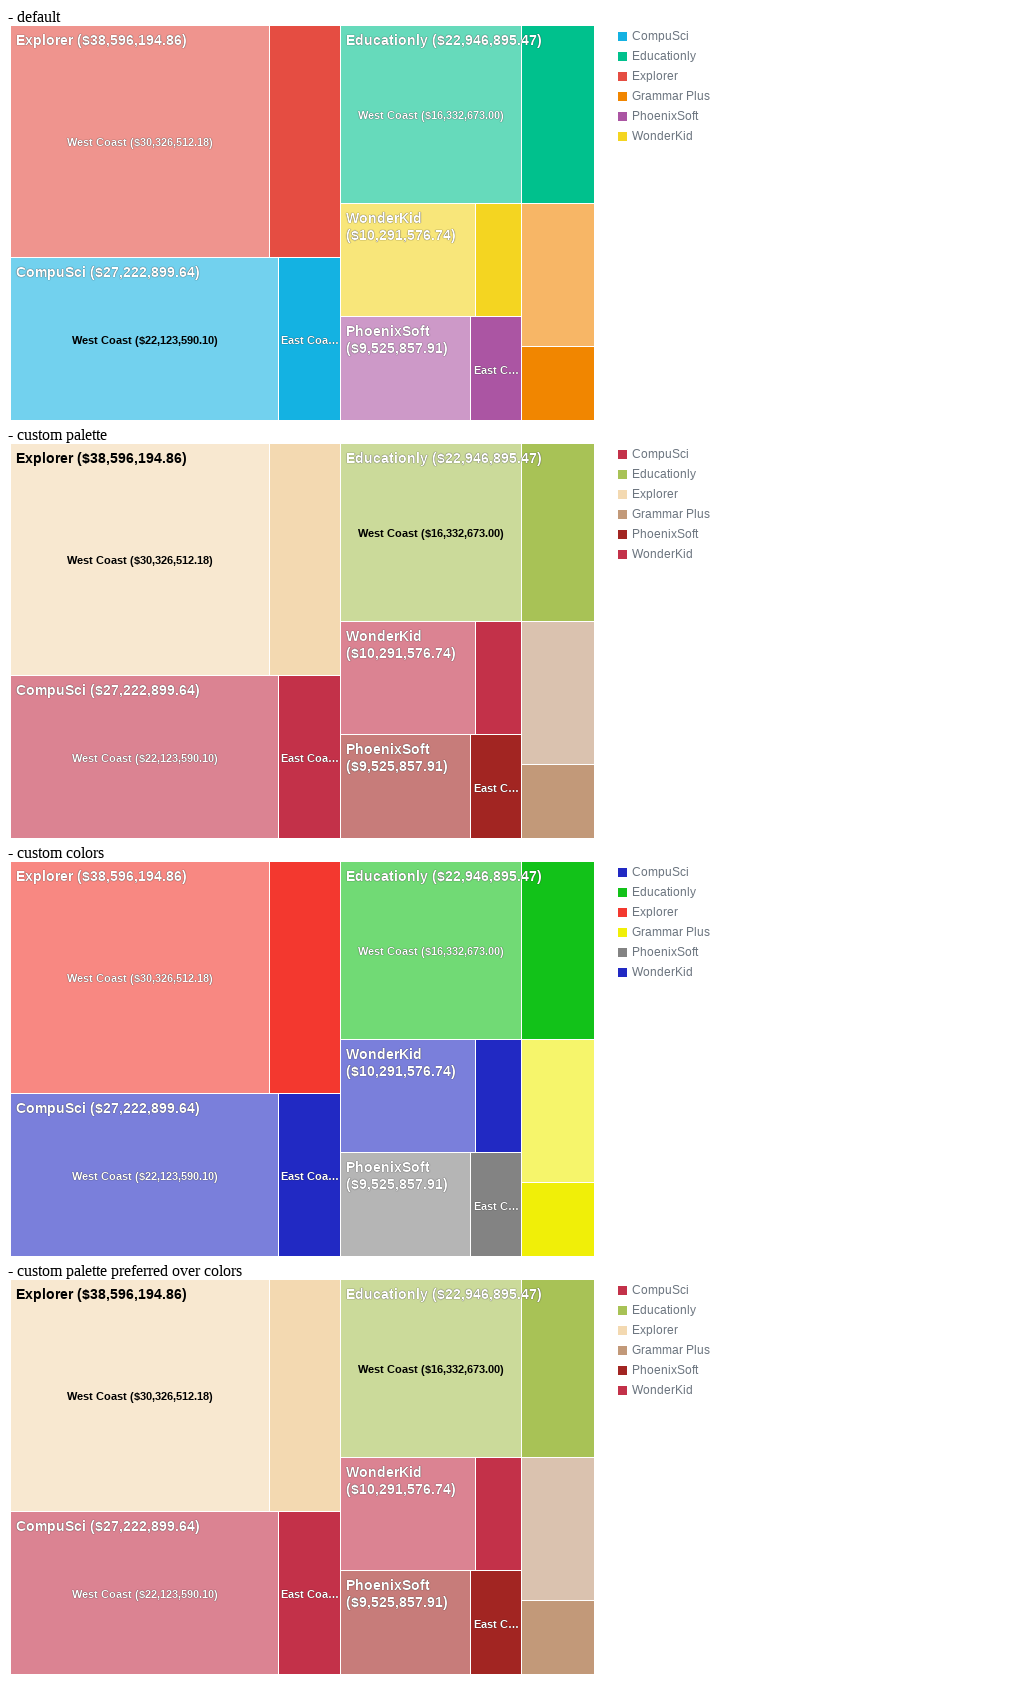 - default
Explorer ($38,596,194.86)
West Coast ($30,326,512.18)
CompuSci ($27,222,899.64)
West Coast ($22,123,590.10)
East Coa…
Educationly ($22,946,895.47)
West Coast ($16,332,673.00)
WonderKid
($10,291,576.74)
PhoenixSoft
($9,525,857.91)
East C…
CompuSci
Educationly
Explorer
Grammar Plus
PhoenixSoft
WonderKid
- custom palette
Explorer ($38,596,194.86)
West Coast ($30,326,512.18)
CompuSci ($27,222,899.64)
West Coast ($22,123,590.10)
East Coa…
Educationly ($22,946,895.47)
West Coast ($16,332,673.00)
WonderKid
($10,291,576.74)
PhoenixSoft
($9,525,857.91)
East C…
CompuSci
Educationly
Explorer
Grammar Plus
PhoenixSoft
WonderKid
- custom colors
Explorer ($38,596,194.86)
West Coast ($30,326,512.18)
CompuSci ($27,222,899.64)
West Coast ($22,123,590.10)
East Coa…
Educationly ($22,946,895.47)
West Coast ($16,332,673.00)
WonderKid
($10,291,576.74)
PhoenixSoft
($9,525,857.91)
East C…
CompuSci
Educationly
Explorer
Grammar Plus
PhoenixSoft
WonderKid
- custom palette preferred over colors
Explorer ($38,596,194.86)
West Coast ($30,326,512.18)
CompuSci ($27,222,899.64)
West Coast ($22,123,590.10)
East Coa…
Educationly ($22,946,895.47)
West Coast ($16,332,673.00)
WonderKid
($10,291,576.74)
PhoenixSoft
($9,525,857.91)
East C…
CompuSci
Educationly
Explorer
Grammar Plus
PhoenixSoft
WonderKid